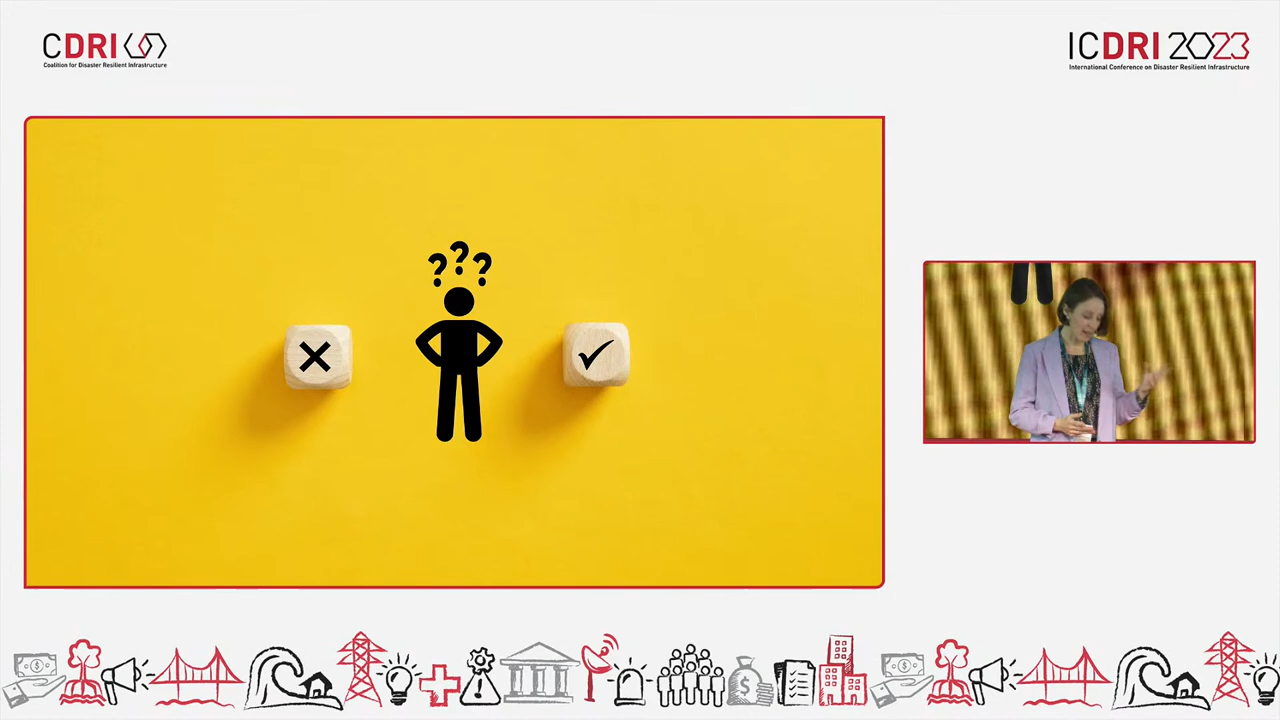 CDRI
Coalition for Disaster Resilient Infrastructure
ICDRI 2023
International Conference on Disaster Resilient Infrastructure
? ? ?